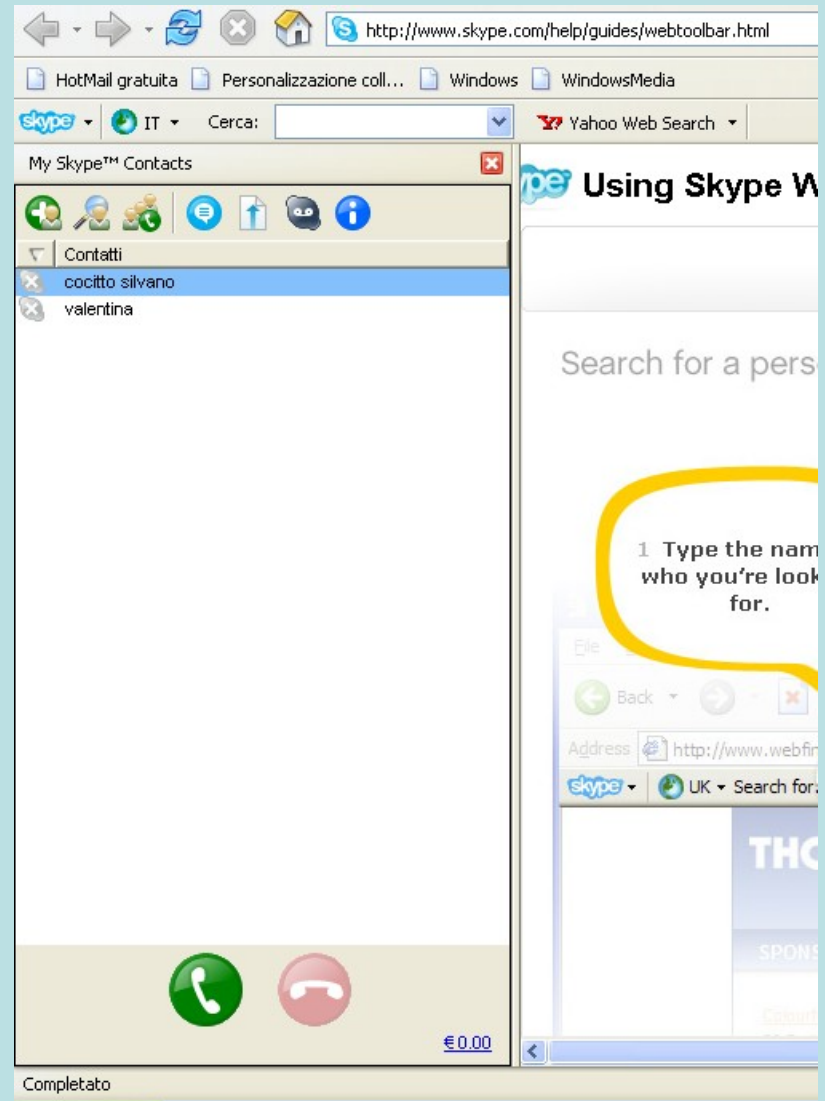 http://www.skype.com/help/guides/webtoolbar.html
HotMail gratuita Personalizzazione coll... Windows WindowsMedia
skype IT Cerca: Y? Yahoo Web Search
My Skype™ Contacts
Using Skype W
Contatti
cocitto silvano
valentina
Search for a pers
1 Type the nam
who you're look
for.
File
Back
Address http://www.webfin
skype UK Search for:
THO
SPONS
€0.00
Completato